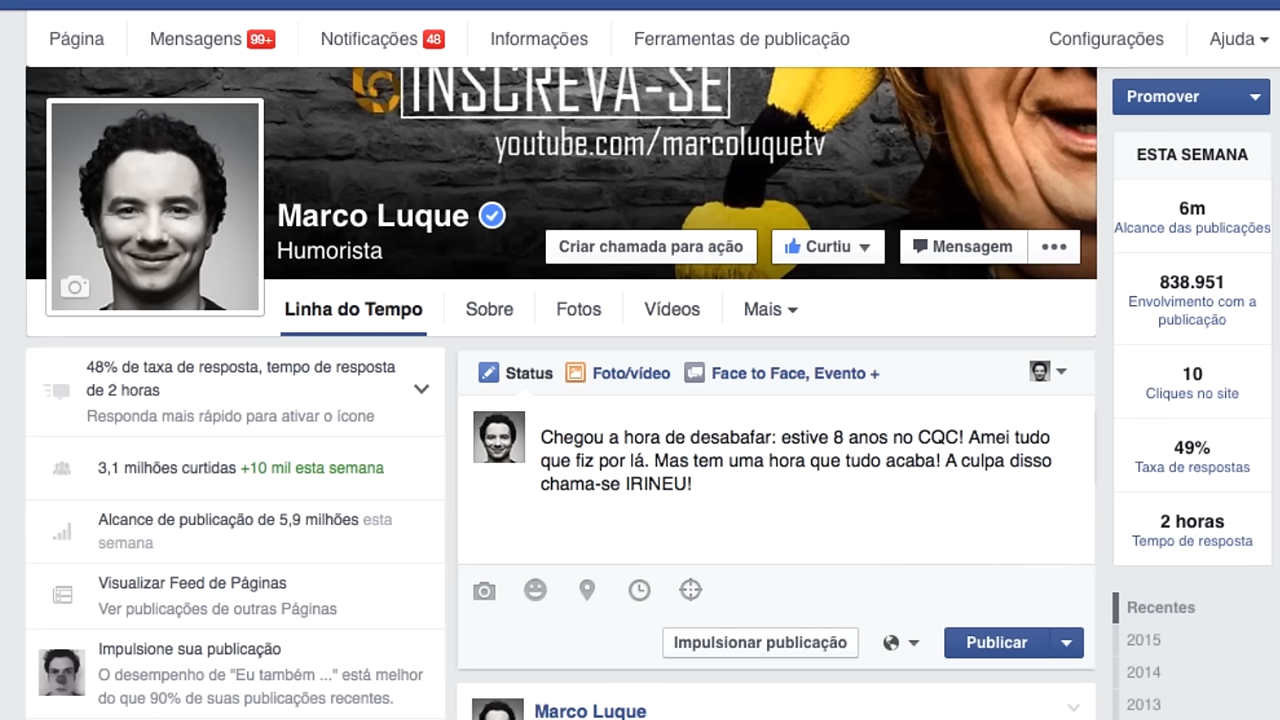 Página
Mensagens 99+
Notificações 48
Informações
Ferramentas de publicação
Configurações
Ajuda
INSCREVA-SE
youtube.com/marcoluquetv
Marco Luque
Humorista
Criar chamada para ação
Curtiu
Mensagem
Linha do Tempo
Sobre
Fotos
Vídeos
Mais
48% de taxa de resposta, tempo de resposta
de 2 horas
Responda mais rápido para ativar o ícone
3,1 milhões curtidas +10 mil esta semana
Alcance de publicação de 5,9 milhões esta
semana
Visualizar Feed de Páginas
Ver publicações de outras Páginas
Impulsione sua publicação
O desempenho de "Eu também ..." está melhor
do que 90% de suas publicações recentes.
Status
Foto/vídeo
Face to Face, Evento +
Chegou a hora de desabafar: estive 8 anos no CQC! Amei tudo
que fiz por lá. Mas tem uma hora que tudo acaba! A culpa disso
chama-se IRINEU!
Impulsionar publicação
Publicar
Marco Luque
Promover
ESTA SEMANA
6m
Alcance das publicações
838.951
Envolvimento com a
publicação
10
Cliques no site
49%
Taxa de respostas
2 horas
Tempo de resposta
Recentes
2015
2014
2013